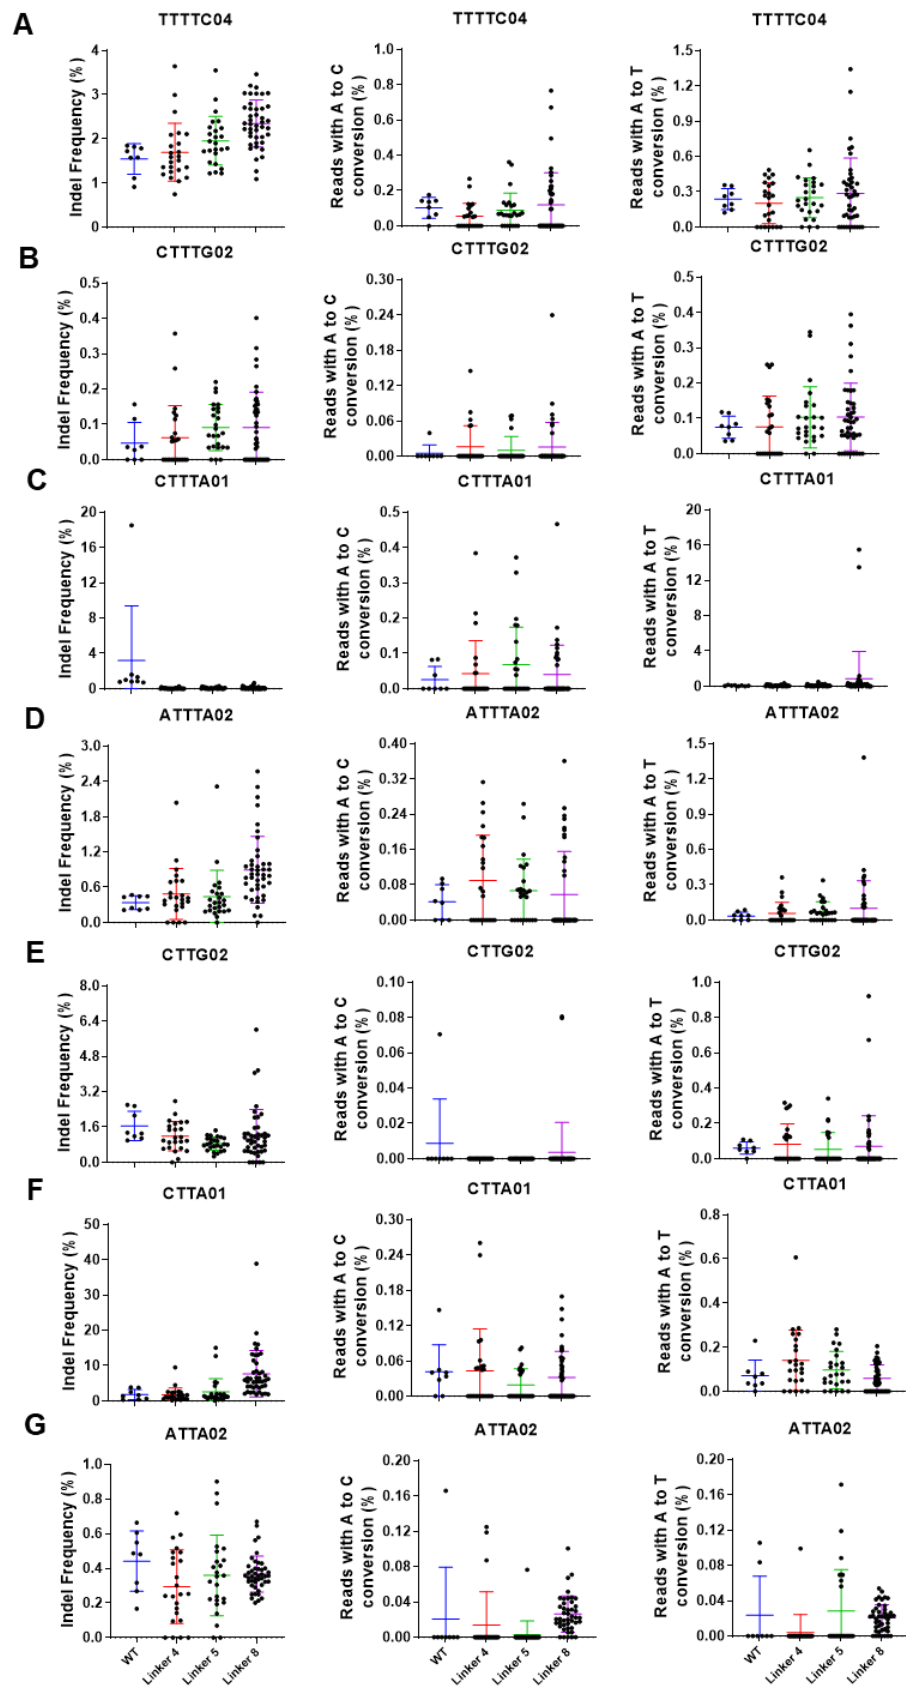 A
TTTTC04
TTTTC04
TTTTC04
Indel Frequency (%)
4
3
2
1
0
Reads with A to C
conversion (%)
1.0
0.8
0.6
0.4
0.2
0.0
Reads with A to T
conversion (%)
1.5
1.2
0.9
0.6
0.3
0.0
B
CTTTG02
CTTTG02
CTTTG02
Indel Frequency (%)
0.5
0.4
0.3
0.2
0.1
0.0
Reads with A to C
conversion (%)
0.30
0.24
0.18
0.12
0.06
0.00
Reads with A to T
conversion (%)
0.5
0.4
0.3
0.2
0.1
0.0
C
CTTTA01
CTTTA01
CTTTA01
Indel Frequency (%)
20
16
12
8
4
0
Reads with A to C
conversion (%)
0.5
0.4
0.3
0.2
0.1
0.0
Reads with A to T
conversion (%)
20
16
12
8
4
0
D
ATTTA02
ATTTA02
ATTTA02
Indel Frequency (%)
3.0
2.4
1.8
1.2
0.6
0.0
Reads with A to C
conversion (%)
0.40
0.32
0.24
0.16
0.08
0.00
Reads with A to T
conversion (%)
1.5
1.2
0.9
0.6
0.3
0.0
E
CTTG02
CTTG02
CTTG02
Indel Frequency (%)
8.0
6.4
4.8
3.2
1.6
0.0
Reads with A to C
conversion (%)
0.10
0.08
0.06
0.04
0.02
0.00
Reads with A to T
conversion (%)
1.0
0.8
0.6
0.4
0.2
0.0
F
CTTA01
CTTA01
CTTA01
Indel Frequency (%)
50
40
30
20
10
0
Reads with A to C
conversion (%)
0.30
0.24
0.18
0.12
0.06
0.00
Reads with A to T
conversion (%)
0.8
0.6
0.4
0.2
0.0
G
ATTA02
ATTA02
ATTA02
Indel Frequency (%)
1.0
0.8
0.6
0.4
0.2
0.0
Reads with A to C
conversion (%)
0.20
0.16
0.12
0.08
0.04
0.00
Reads with A to T
conversion (%)
0.20
0.16
0.12
0.08
0.04
0.00
WT
Linker 4
Linker 5
Linker 8
WT
Linker 4
Linker 5
Linker 8
WT
Linker 4
Linker 5
Linker 8